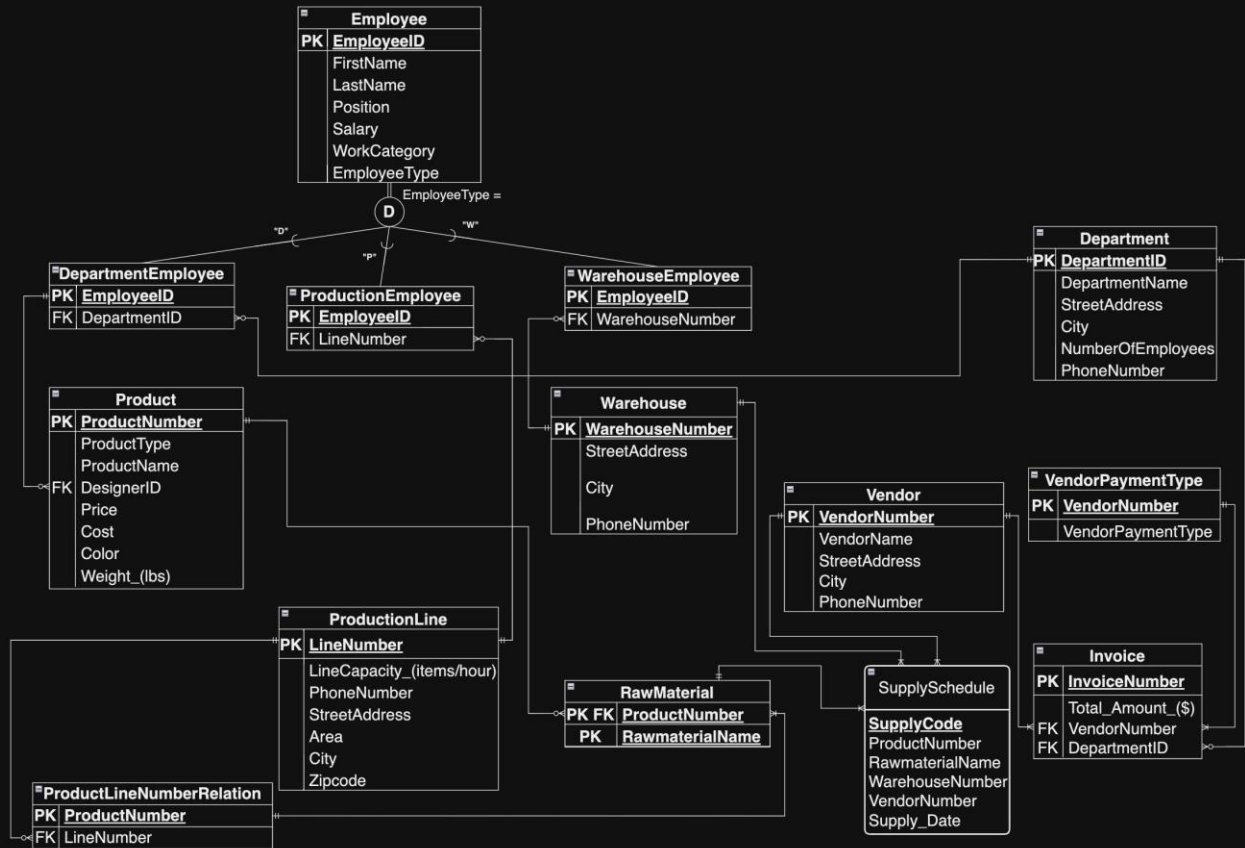 Employee
PK EmployeeID
FirstName
LastName
Position
Salary
WorkCategory
EmployeeType
EmployeeType =
D
"D"
"P"
"W"
DepartmentEmployee
PK EmployeeID
FK DepartmentID
ProductionEmployee
PK EmployeeID
FK LineNumber
WarehouseEmployee
PK EmployeeID
FK WarehouseNumber
Department
PK DepartmentID
DepartmentName
StreetAddress
City
NumberOfEmployees
PhoneNumber
Product
PK ProductNumber
ProductType
ProductName
FK DesignerID
Price
Cost
Color
Weight_(lbs)
Warehouse
PK WarehouseNumber
StreetAddress
City
PhoneNumber
Vendor
PK VendorNumber
VendorName
StreetAddress
City
PhoneNumber
VendorPaymentType
PK VendorNumber
VendorPaymentType
ProductionLine
PK LineNumber
LineCapacity_(items/hour)
PhoneNumber
StreetAddress
Area
City
Zipcode
RawMaterial
PK FK ProductNumber
PK RawmaterialName
SupplySchedule
SupplyCode
ProductNumber
RawmaterialName
WarehouseNumber
VendorNumber
Supply_Date
Invoice
PK InvoiceNumber
Total_Amount_($)
FK VendorNumber
FK DepartmentID
ProductLineNumberRelation
PK ProductNumber
FK LineNumber